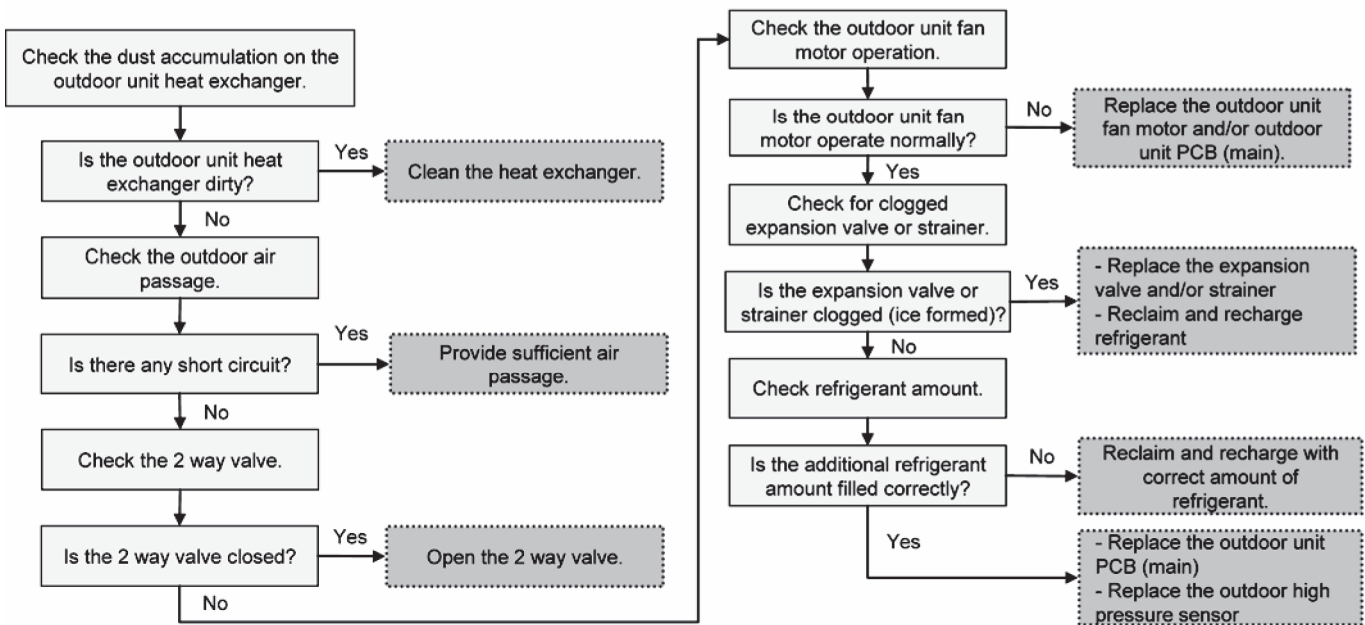 Check the dust accumulation on the
outdoor unit heat exchanger.
Is the outdoor unit heat
exchanger dirty?
Yes
Clean the heat exchanger.
No
Check the outdoor air
passage.
Is there any short circuit?
Yes
Provide sufficient air
passage.
No
Check the 2 way valve.
Is the 2 way valve closed?
Yes
Open the 2 way valve.
No
Check the outdoor unit fan
motor operation.
Is the outdoor unit fan
motor operate normally?
No
Replace the outdoor unit
fan motor and/or outdoor
unit PCB (main).
Yes
Check for clogged
expansion valve or strainer.
Is the expansion valve or
strainer clogged (ice formed)?
Yes
- Replace the expansion
valve and/or strainer
- Reclaim and recharge
refrigerant
No
Check refrigerant amount.
Is the additional refrigerant
amount filled correctly?
No
Reclaim and recharge with
correct amount of
refrigerant.
Yes
- Replace the outdoor unit
PCB (main)
- Replace the outdoor high
pressure sensor